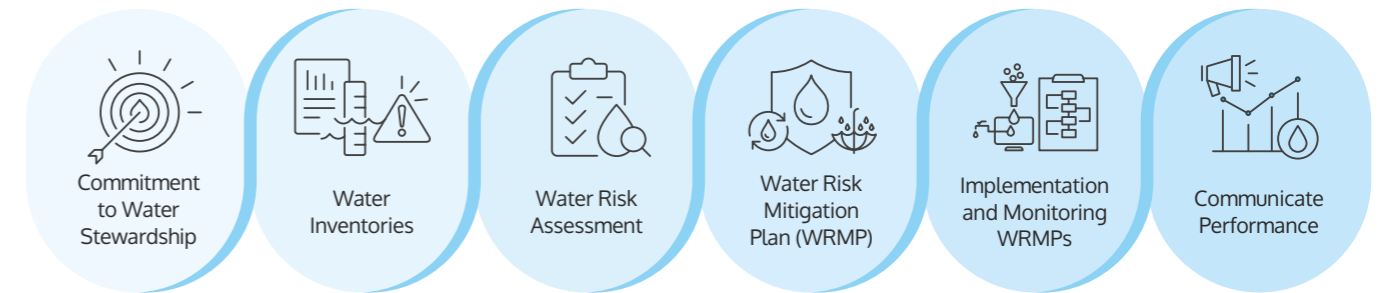 Commitment
to Water
Stewardship
Water
Inventories
Water Risk
Assessment
Water Risk
Mitigation
Plan (WRMP)
Implementation
and Monitoring
WRMPs
Communicate
Performance